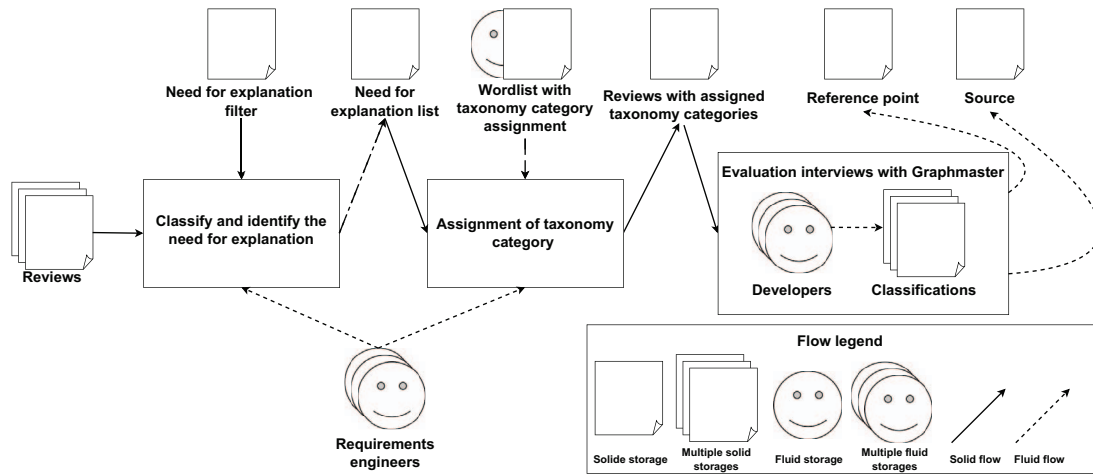 Need for explanation
filter
Need for
explanation list
Wordlist with
taxonomy category
assignment
Reviews with assigned
taxonomy categories
Reference point
Source
Reviews
Classify and identify the
need for explanation
Assignment of taxonomy
category
Evaluation interviews with Graphmaster
Developers
Classifications
Requirements
engineers
Flow legend
Solide storage
Multiple solid
storages
Fluid storage
Multiple fluid
storages
Solid flow
Fluid flow